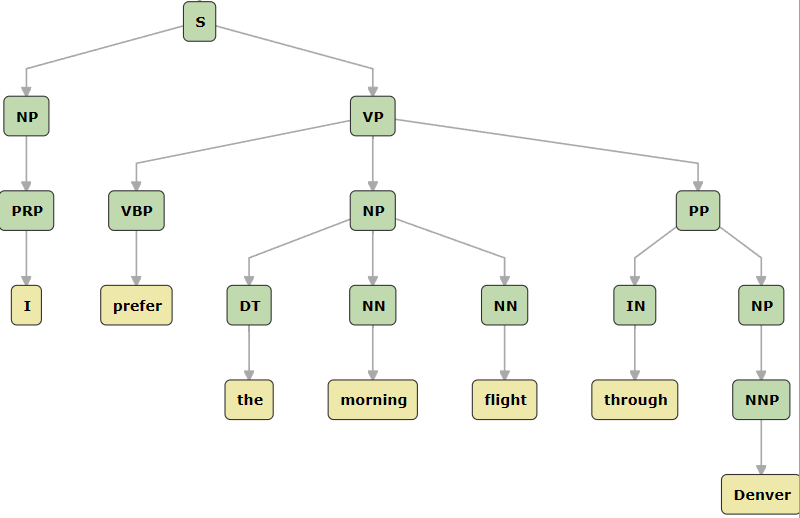 S
NP VP
PRP VBP NP PP
I prefer DT NN NN IN NP
the morning flight through NNP
Denver